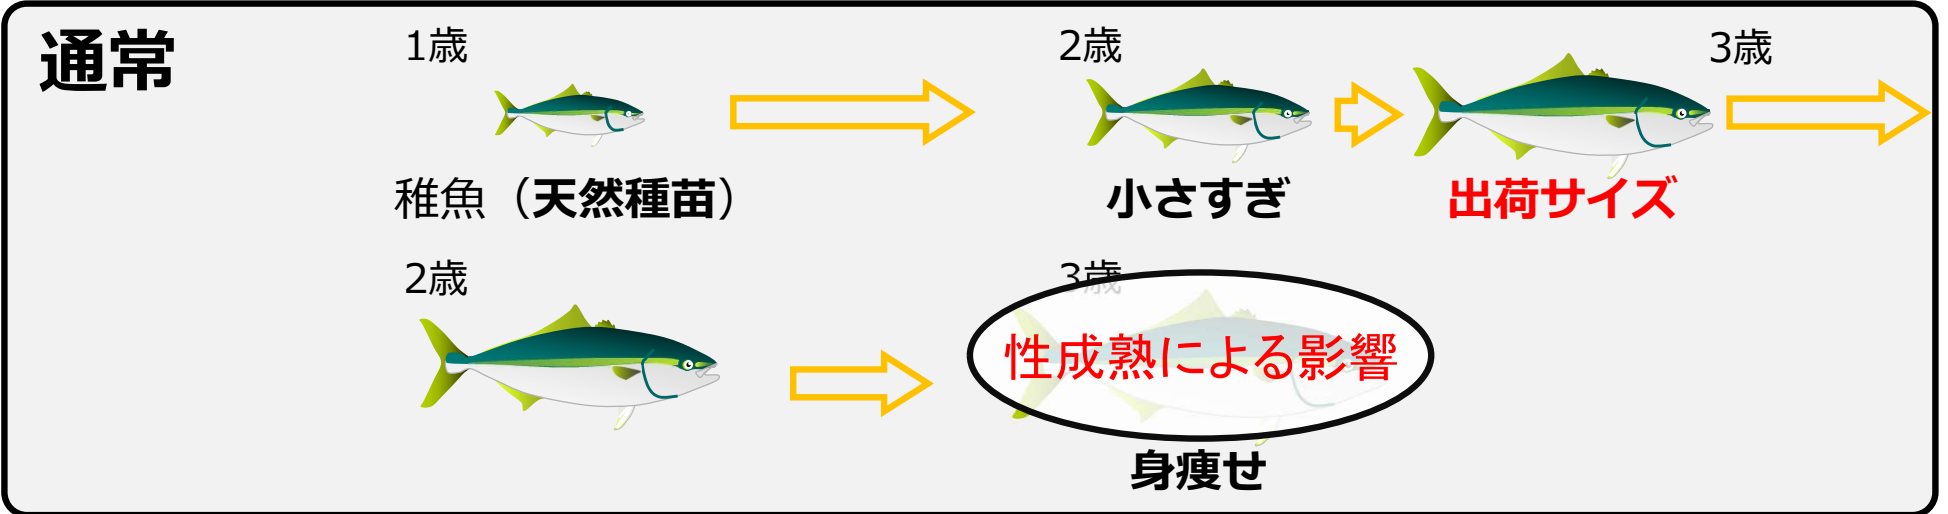 通常
1歳
2歳
3歳
稚魚（天然種苗）
小さすぎ
出荷サイズ
2歳
3歳
性成熟による影響
身痩せ